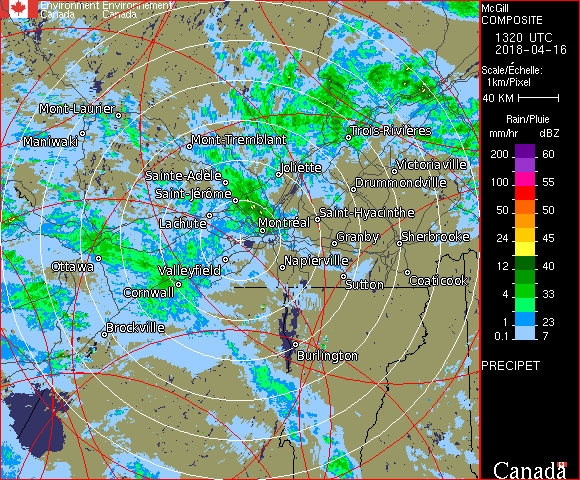 Environment Environnement
Canada Canada
McGill
COMPOSITE
1320 UTC
2018-04-16
Scale/Échelle:
1km/Pixel
40 KM
Rain/Pluie
mm/hr dBZ
200 60
150 57
100 55
50 50
24 45
12 40
4 33
1 23
0.1 7
PRECIPET
Mont-Laurier
Maniwaki
Mont-Tremblant
Trois-Rivières
Sainte-Adèle
Joliette
Victoriaville
Saint-Jérôme
Drummondville
Lachute
Montréal
Saint-Hyacinthe
Granby
Sherbrooke
Ottawa
Valleyfield
Napierville
Cornwall
Sutton
Coaticook
Brockville
Burlington
Canada